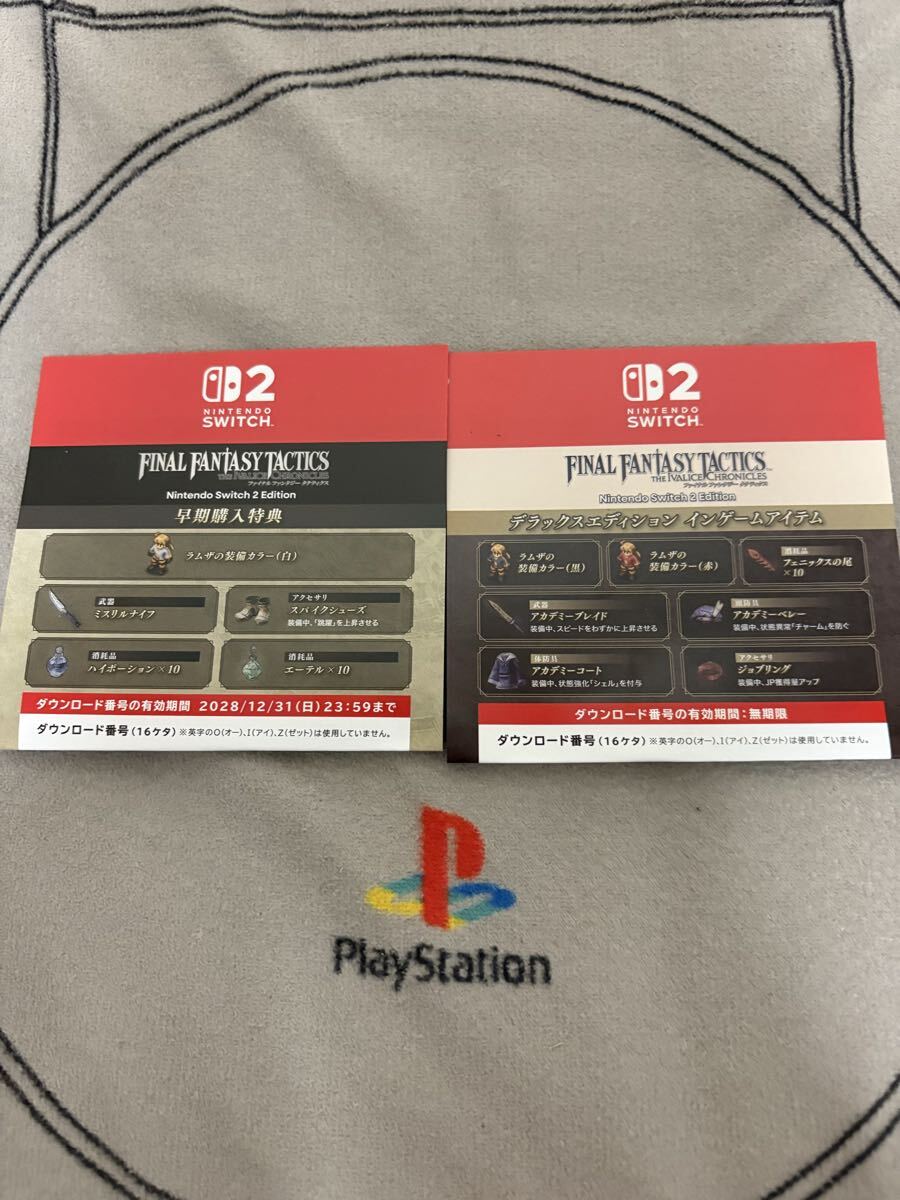 2
NINTENDO
SWITCH™
FINAL FANTASY TACTICS
THE IVALICE CHRONICLES
ファイナルファンタジー タクティクス
Nintendo Switch 2 Edition
早期購入特典
ラムザの装備カラー(白)
武器
ミスリルナイフ
アクセサリ
スパイクシューズ
装備中、「跳躍」を上昇させる
消耗品
ハイポーション×10
消耗品
エーテル×10
ダウンロード番号の有効期間 2028/12/31(日)23:59まで
ダウンロード番号(16ケタ) ※英字のO(オー)、I(アイ)、Z(ゼット)は使用していません。
2
NINTENDO
SWITCH™
FINAL FANTASY TACTICS™
THE IVALICE CHRONICLES
ファイナルファンタジー タクティクス
Nintendo Switch 2 Edition
デラックスエディション インゲームアイテム
ラムザの
装備カラー(黒)
ラムザの
装備カラー(赤)
消耗品
フェニックスの尾
×10
武器
アカデミーブレイド
装備中、スピードをわずかに上昇させる
頭防具
アカデミーベレー
装備中、状態異常「チャーム」を防ぐ
体防具
アカデミーコート
装備中、状態強化「シェル」を付与
アクセサリ
ジョブリング
装備中、JP獲得量アップ
ダウンロード番号の有効期間:無期限
ダウンロード番号(16ケタ) ※英字のO(オー)、I(アイ)、Z(ゼット)は使用していません。
PlayStation